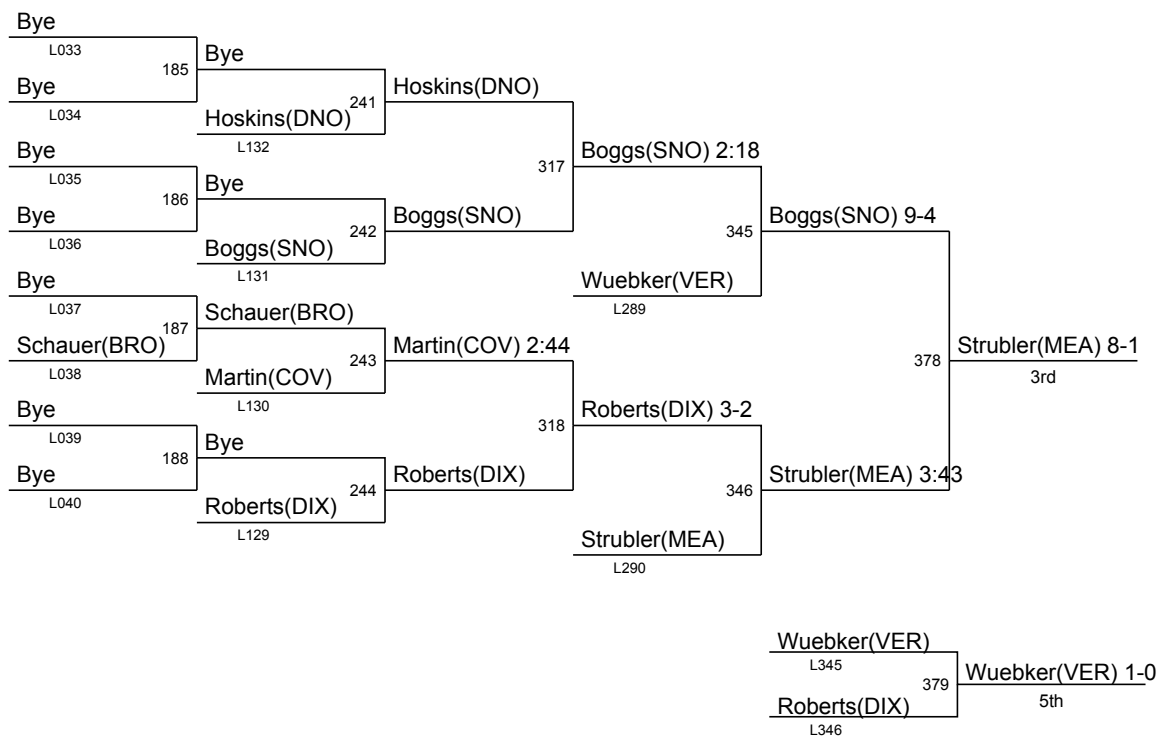 Bye
L033
185
Bye
Bye
L034
241
Hoskins(DNO)
Hoskins(DNO)
L132
Bye
L035
317
Boggs(SNO) 2:18
186
Bye
Bye
L036
242
Boggs(SNO)
345
Boggs(SNO) 9-4
Boggs(SNO)
L131
Bye
L037
Wuebker(VER)
L289
187
Schauer(BRO)
Schauer(BRO)
L038
243
Martin(COV) 2:44
378
Strubler(MEA) 8-1
3rd
Martin(COV)
L130
Bye
L039
318
Roberts(DIX) 3-2
188
Bye
Bye
L040
244
Roberts(DIX)
346
Strubler(MEA) 3:43
Roberts(DIX)
L129
Strubler(MEA)
L290
Wuebker(VER)
L345
379
Wuebker(VER) 1-0
5th
Roberts(DIX)
L346